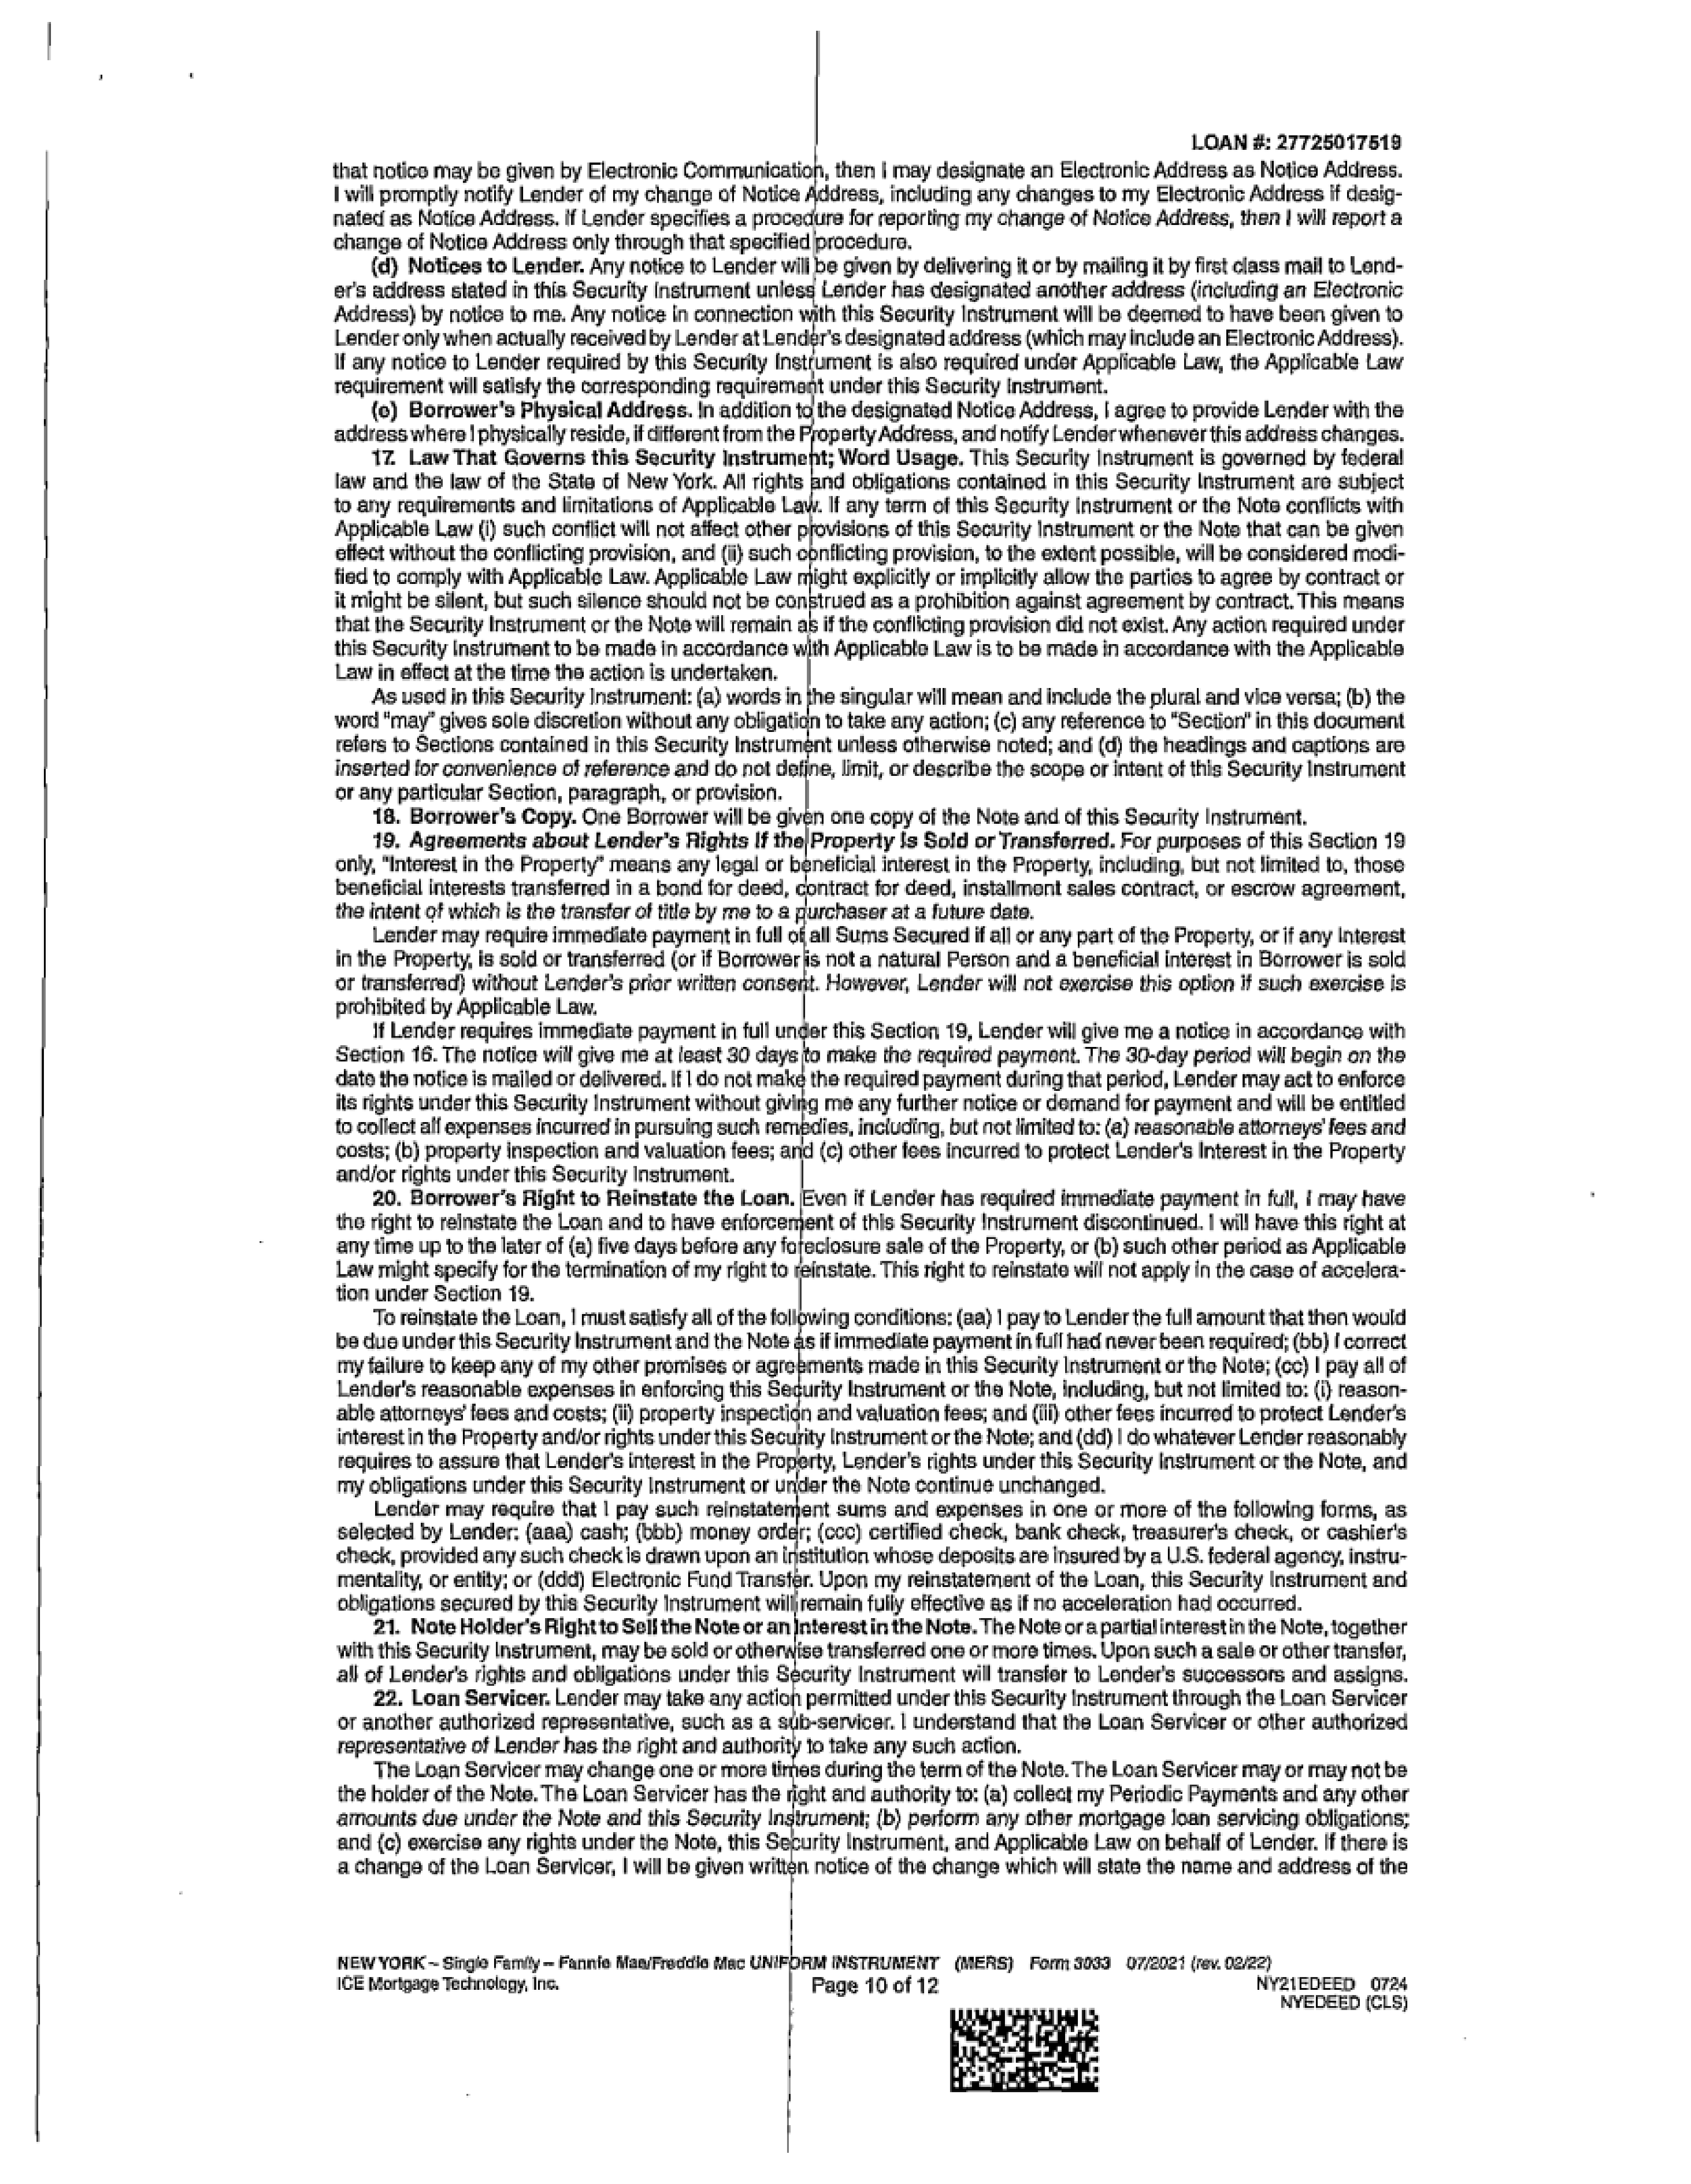 LOAN #: 27725017519
that notice may be given by Electronic Communication, then I may designate an Electronic Address as Notice Address.
I will promptly notify Lender of my change of Notice Address, including any changes to my Electronic Address if desig-
nated as Notice Address. If Lender specifies a procedure for reporting my change of Notice Address, then I will report a
change of Notice Address only through that specified procedure.
(d) Notices to Lender. Any notice to Lender will be given by delivering it or by mailing it by first class mail to Lend-
er's address stated in this Security Instrument unless Lender has designated another address (including an Electronic
Address) by notice to me. Any notice in connection with this Security Instrument will be deemed to have been given to
Lender only when actually received by Lender at Lender's designated address (which may include an Electronic Address).
If any notice to Lender required by this Security Instrument is also required under Applicable Law, the Applicable Law
requirement will satisfy the corresponding requirement under this Security Instrument.
(e) Borrower's Physical Address. In addition to the designated Notice Address, I agree to provide Lender with the
address where I physically reside, if different from the Property Address, and notify Lender whenever this address changes.
17. Law That Governs this Security Instrument; Word Usage. This Security Instrument is governed by federal
law and the law of the State of New York. All rights and obligations contained in this Security Instrument are subject
to any requirements and limitations of Applicable Law. If any term of this Security Instrument or the Note conflicts with
Applicable Law (i) such conflict will not affect other provisions of this Security Instrument or the Note that can be given
effect without the conflicting provision, and (ii) such conflicting provision, to the extent possible, will be considered modi-
fied to comply with Applicable Law. Applicable Law might explicitly or implicitly allow the parties to agree by contract or
it might be silent, but such silence should not be construed as a prohibition against agreement by contract. This means
that the Security Instrument or the Note will remain as if the conflicting provision did not exist. Any action required under
this Security Instrument to be made in accordance with Applicable Law is to be made in accordance with the Applicable
Law in effect at the time the action is undertaken.
As used in this Security Instrument: (a) words in the singular will mean and include the plural and vice versa; (b) the
word "may" gives sole discretion without any obligation to take any action; (c) any reference to "Section" in this document
refers to Sections contained in this Security Instrument unless otherwise noted; and (d) the headings and captions are
inserted for convenience of reference and do not define, limit, or describe the scope or intent of this Security Instrument
or any particular Section, paragraph, or provision.
18. Borrower's Copy. One Borrower will be given one copy of the Note and of this Security Instrument.
19. Agreements about Lender's Rights If the Property Is Sold or Transferred. For purposes of this Section 19
only, "Interest in the Property" means any legal or beneficial interest in the Property, including, but not limited to, those
beneficial interests transferred in a bond for deed, contract for deed, installment sales contract, or escrow agreement,
the intent of which is the transfer of title by me to a purchaser at a future date.
Lender may require immediate payment in full of all Sums Secured if all or any part of the Property, or if any Interest
in the Property, is sold or transferred (or if Borrower is not a natural Person and a beneficial interest in Borrower is sold
or transferred) without Lender's prior written consent. However, Lender will not exercise this option if such exercise is
prohibited by Applicable Law.
If Lender requires immediate payment in full under this Section 19, Lender will give me a notice in accordance with
Section 16. The notice will give me at least 30 days to make the required payment. The 30-day period will begin on the
date the notice is mailed or delivered. If I do not make the required payment during that period, Lender may act to enforce
its rights under this Security Instrument without giving me any further notice or demand for payment and will be entitled
to collect all expenses incurred in pursuing such remedies, including, but not limited to: (a) reasonable attorneys' fees and
costs; (b) property inspection and valuation fees; and (c) other fees incurred to protect Lender's Interest in the Property
and/or rights under this Security Instrument.
20. Borrower's Right to Reinstate the Loan. Even if Lender has required immediate payment in full, I may have
the right to reinstate the Loan and to have enforcement of this Security Instrument discontinued. I will have this right at
any time up to the later of (a) five days before any foreclosure sale of the Property, or (b) such other period as Applicable
Law might specify for the termination of my right to reinstate. This right to reinstate will not apply in the case of accelera-
tion under Section 19.
To reinstate the Loan, I must satisfy all of the following conditions: (aa) I pay to Lender the full amount that then would
be due under this Security Instrument and the Note as if immediate payment in full had never been required; (bb) I correct
my failure to keep any of my other promises or agreements made in this Security Instrument or the Note; (cc) I pay all of
Lender's reasonable expenses in enforcing this Security Instrument or the Note, including, but not limited to: (i) reason-
able attorneys' fees and costs; (ii) property inspection and valuation fees; and (iii) other fees incurred to protect Lender's
interest in the Property and/or rights under this Security Instrument or the Note; and (dd) I do whatever Lender reasonably
requires to assure that Lender's interest in the Property, Lender's rights under this Security Instrument or the Note, and
my obligations under this Security Instrument or under the Note continue unchanged.
Lender may require that I pay such reinstatement sums and expenses in one or more of the following forms, as
selected by Lender: (aaa) cash; (bbb) money order; (ccc) certified check, bank check, treasurer's check, or cashier's
check, provided any such check is drawn upon an institution whose deposits are insured by a U.S. federal agency, instru-
mentality, or entity; or (ddd) Electronic Fund Transfer. Upon my reinstatement of the Loan, this Security Instrument and
obligations secured by this Security Instrument will remain fully effective as if no acceleration had occurred.
21. Note Holder's Right to Sell the Note or an Interest in the Note. The Note or a partial interest in the Note, together
with this Security Instrument, may be sold or otherwise transferred one or more times. Upon such a sale or other transfer,
all of Lender's rights and obligations under this Security Instrument will transfer to Lender's successors and assigns.
22. Loan Servicer. Lender may take any action permitted under this Security Instrument through the Loan Servicer
or another authorized representative, such as a sub-servicer. I understand that the Loan Servicer or other authorized
representative of Lender has the right and authority to take any such action.
The Loan Servicer may change one or more times during the term of the Note. The Loan Servicer may or may not be
the holder of the Note. The Loan Servicer has the right and authority to: (a) collect my Periodic Payments and any other
amounts due under the Note and this Security Instrument; (b) perform any other mortgage loan servicing obligations;
and (c) exercise any rights under the Note, this Security Instrument, and Applicable Law on behalf of Lender. If there is
a change of the Loan Servicer, I will be given written notice of the change which will state the name and address of the
NEW YORK – Single Family – Fannie Mae/Freddie Mac UNIFORM INSTRUMENT (MERS) Form 3033 07/2021 (rev. 02/22)
ICE Mortgage Technology, Inc. Page 10 of 12 NY21EDEED 0724
NYEDEED (CLS)